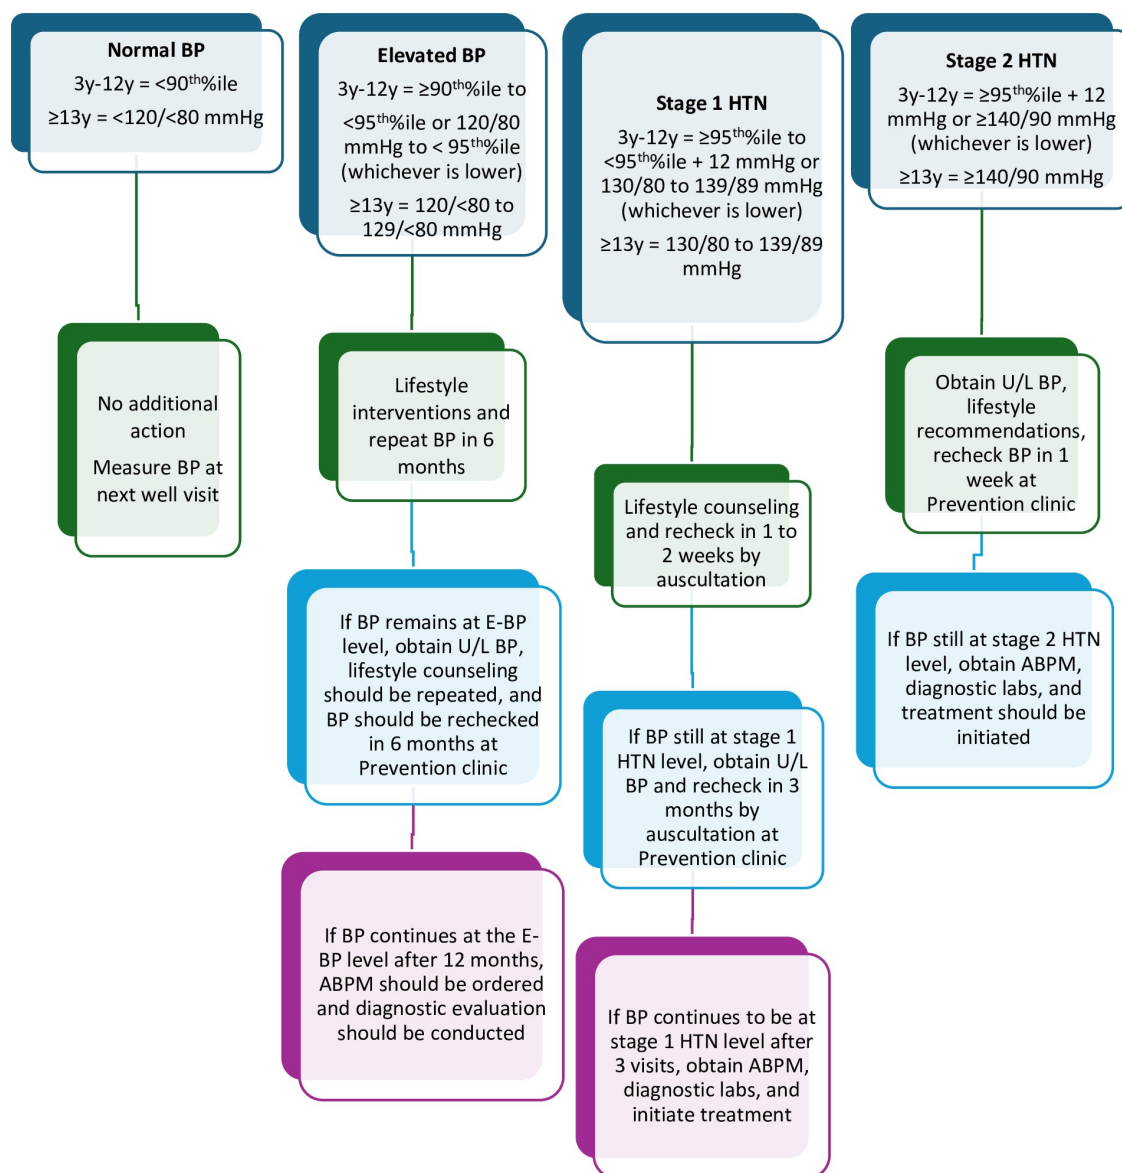 Normal BP
3y-12y = <90th%ile
≥13y = <120/<80 mmHg
Elevated BP
3y-12y = ≥90th%ile to
<95th%ile or 120/80
mmHg to < 95th%ile
(whichever is lower)
≥13y = 120/<80 to
129/<80 mmHg
Stage 1 HTN
3y-12y = ≥95th%ile to
<95th%ile + 12 mmHg or
130/80 to 139/89 mmHg
(whichever is lower)
≥13y = 130/80 to 139/89
mmHg
Stage 2 HTN
3y-12y = ≥95th%ile + 12
mmHg or ≥140/90 mmHg
(whichever is lower)
≥13y = ≥140/90 mmHg
No additional
action
Measure BP at
next well visit
Lifestyle
interventions and
repeat BP in 6
months
Lifestyle counseling
and recheck in 1 to
2 weeks by
auscultation
Obtain U/L BP,
lifestyle
recommendations,
recheck BP in 1
week at
Prevention clinic
If BP remains at E-BP
level, obtain U/L BP,
lifestyle counseling
should be repeated, and
BP should be rechecked
in 6 months at
Prevention clinic
If BP still at stage 1
HTN level, obtain U/L
BP and recheck in 3
months by
auscultation at
Prevention clinic
If BP still at stage 2 HTN
level, obtain ABPM,
diagnostic labs, and
treatment should be
initiated
If BP continues at the E-
BP level after 12 months,
ABPM should be ordered
and diagnostic evaluation
should be conducted
If BP continues to be at
stage 1 HTN level after
3 visits, obtain ABPM,
diagnostic labs, and
initiate treatment